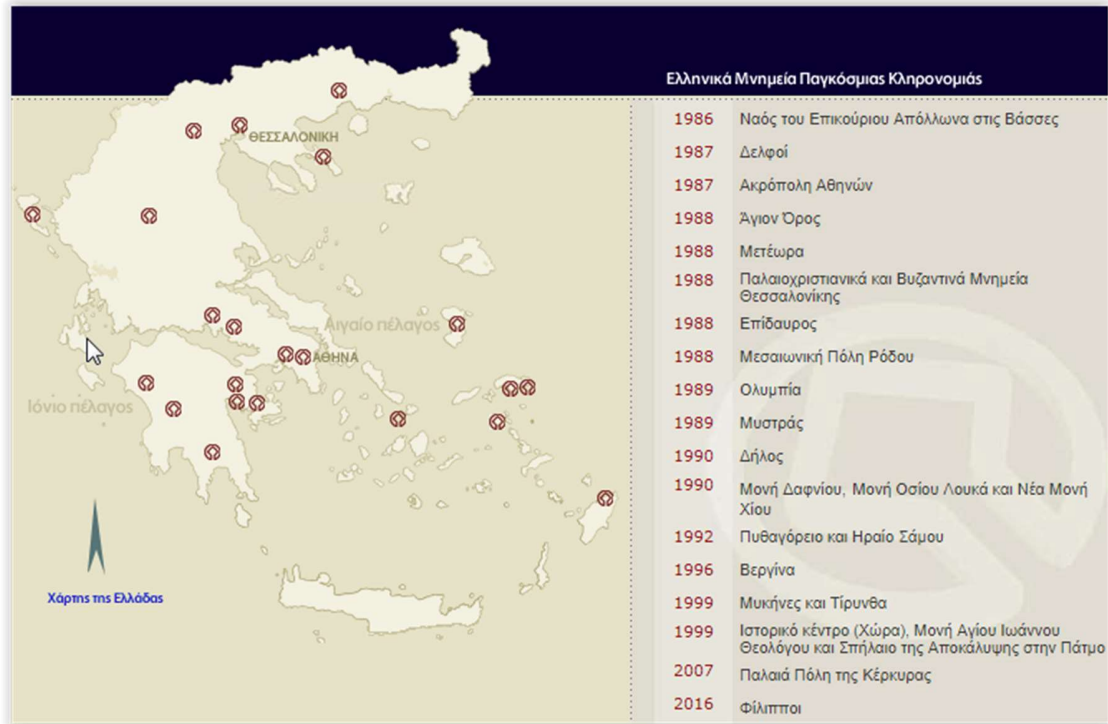 Ελληνικά Μνημεία Παγκόσμιας Κληρονομιάς
ΘΕΣΣΑΛΟΝΙΚΗ
Αιγαίο πέλαγος
ΑΘΗΝΑ
Ιόνιο πέλαγος
Χάρτης της Ελλάδας
1986 Ναός του Επικούριου Απόλλωνα στις Βάσσες
1987 Δελφοί
1987 Ακρόπολη Αθηνών
1988 Άγιον Όρος
1988 Μετέωρα
1988 Παλαιοχριστιανικά και Βυζαντινά Μνημεία
Θεσσαλονίκης
1988 Επίδαυρος
1988 Μεσαιωνική Πόλη Ρόδου
1989 Ολυμπία
1989 Μυστράς
1990 Δήλος
1990 Μονή Δαφνίου, Μονή Οσίου Λουκά και Νέα Μονή
Χίου
1992 Πυθαγόρειο και Ηραίο Σάμου
1996 Βεργίνα
1999 Μυκήνες και Τίρυνθα
1999 Ιστορικό κέντρο (Χώρα), Μονή Αγίου Ιωάννου
Θεολόγου και Σπήλαιο της Αποκάλυψης στην Πάτμο
2007 Παλαιά Πόλη της Κέρκυρας
2016 Φίλιπποι